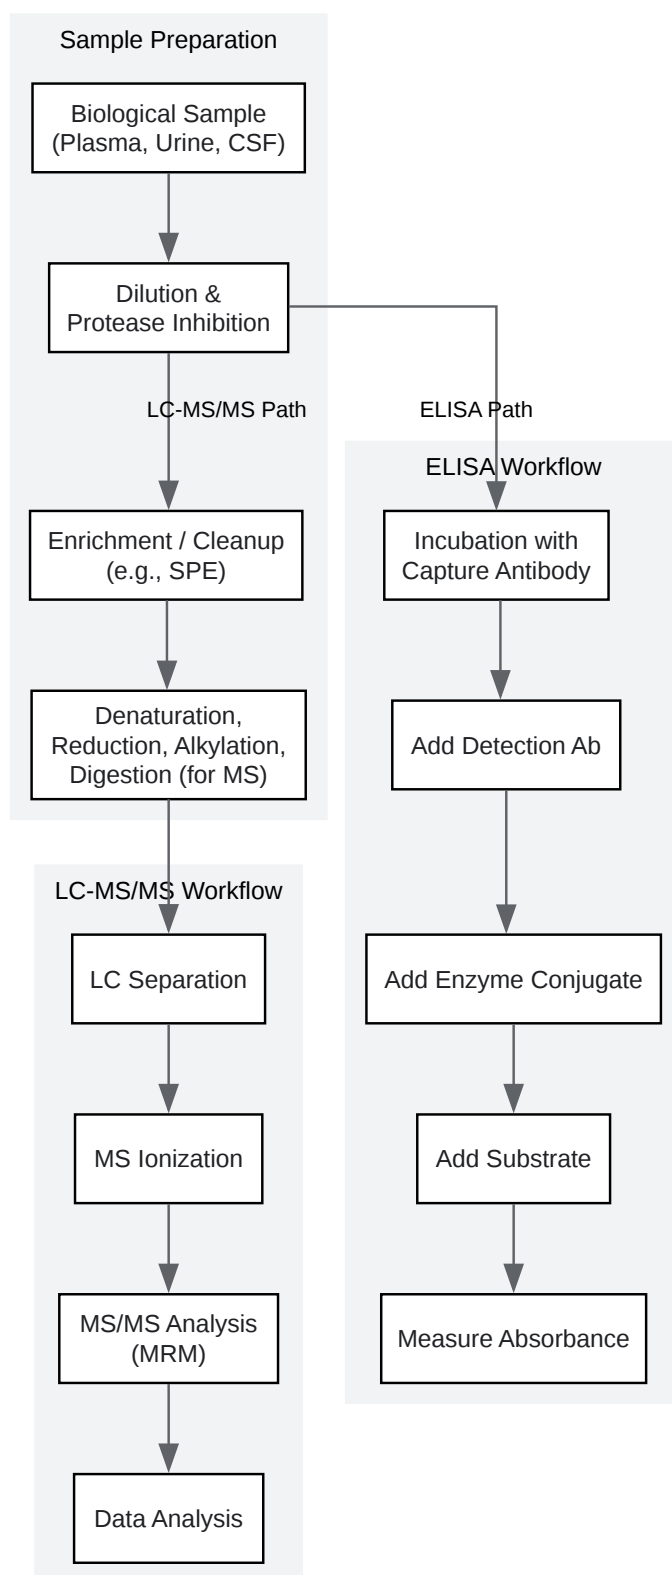 Sample Preparation
Biological Sample
(Plasma, Urine, CSF)
Dilution &
Protease Inhibition
LC-MS/MS Path
ELISA Path
ELISA Workflow
Enrichment / Cleanup
(e.g., SPE)
Incubation with
Capture Antibody
Denaturation,
Reduction, Alkylation,
Digestion (for MS)
Add Detection Ab
LC-MS/MS Workflow
LC Separation
Add Enzyme Conjugate
MS Ionization
Add Substrate
MS/MS Analysis
(MRM)
Measure Absorbance
Data Analysis